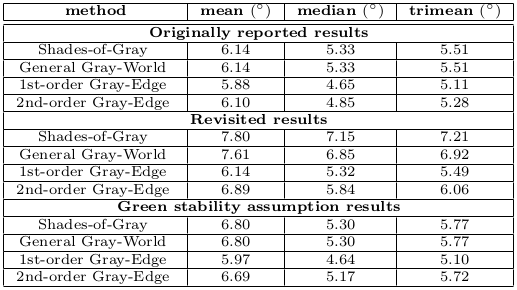 method mean (°) median (°) trimean (°)
Originally reported results
Shades-of-Gray 6.14 5.33 5.51
General Gray-World 6.14 5.33 5.51
1st-order Gray-Edge 5.88 4.65 5.11
2nd-order Gray-Edge 6.10 4.85 5.28
Revisited results
Shades-of-Gray 7.80 7.15 7.21
General Gray-World 7.61 6.85 6.92
1st-order Gray-Edge 6.14 5.32 5.49
2nd-order Gray-Edge 6.89 5.84 6.06
Green stability assumption results
Shades-of-Gray 6.80 5.30 5.77
General Gray-World 6.80 5.30 5.77
1st-order Gray-Edge 5.97 4.64 5.10
2nd-order Gray-Edge 6.69 5.17 5.72